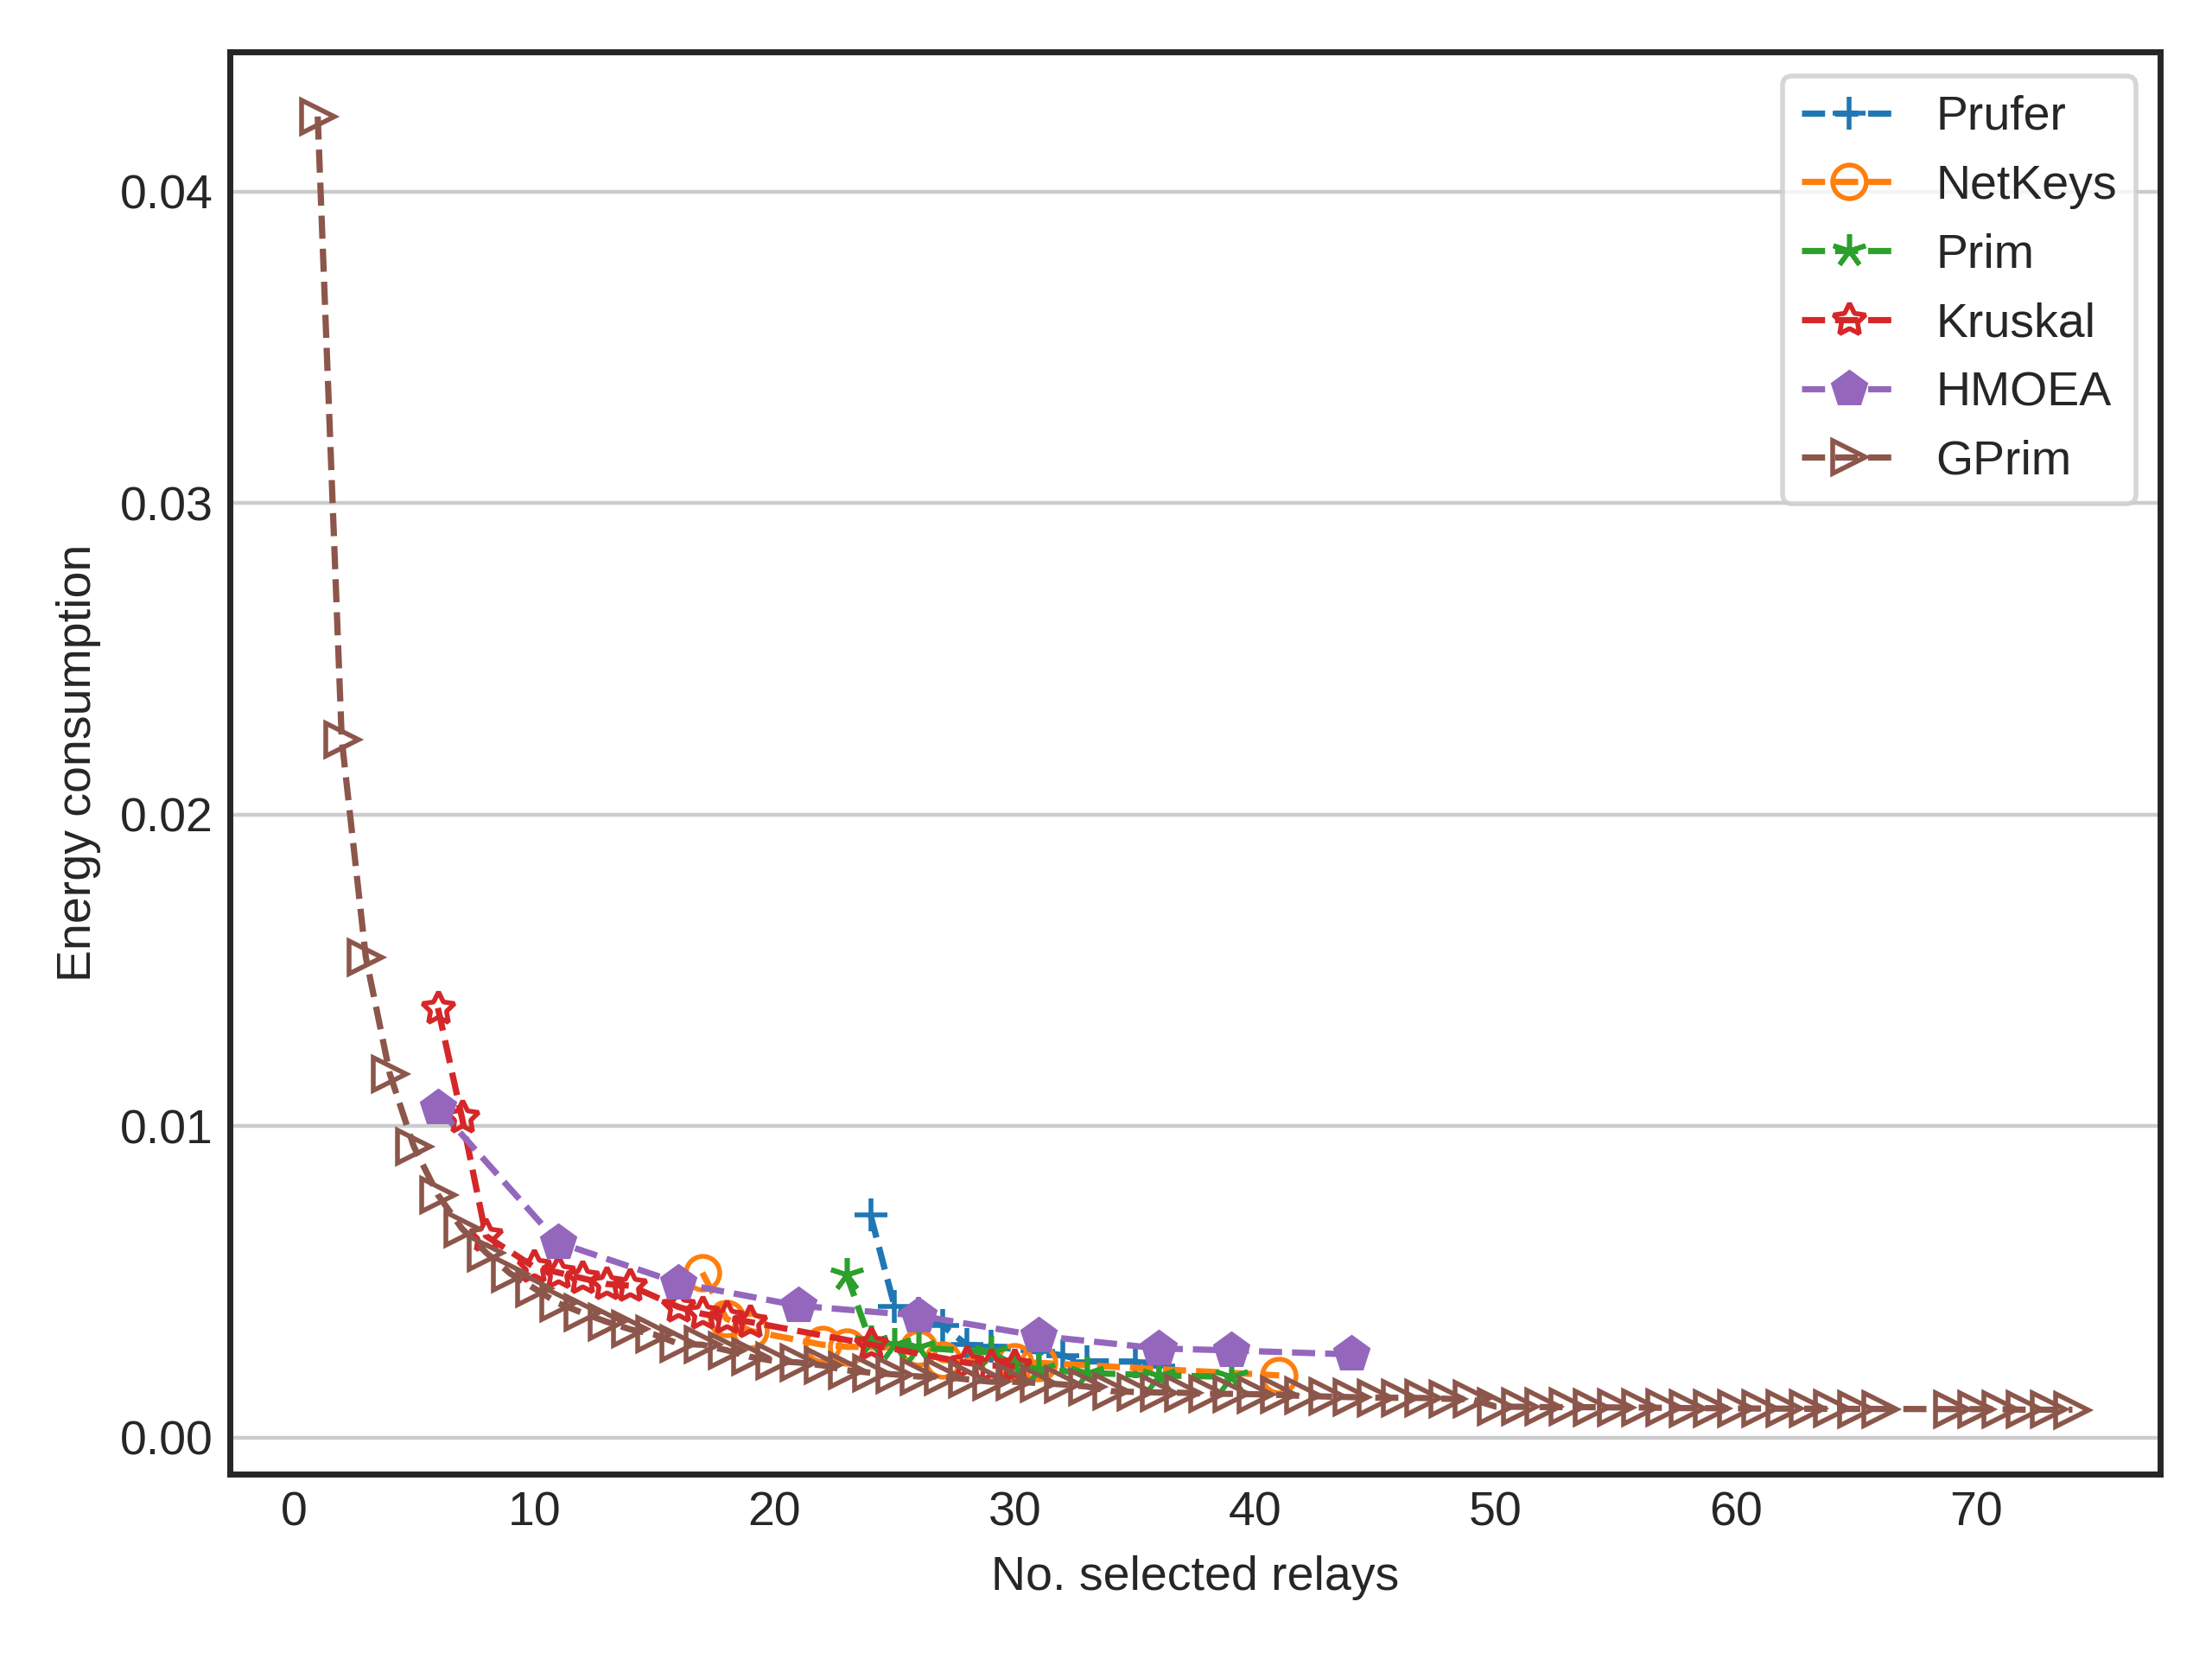 Prufer
NetKeys
Prim
Kruskal
HMOEA
GPrim
0.04
0.03
0.02
0.01
0.00
Energy consumption
0 10 20 30 40 50 60 70
No. selected relays